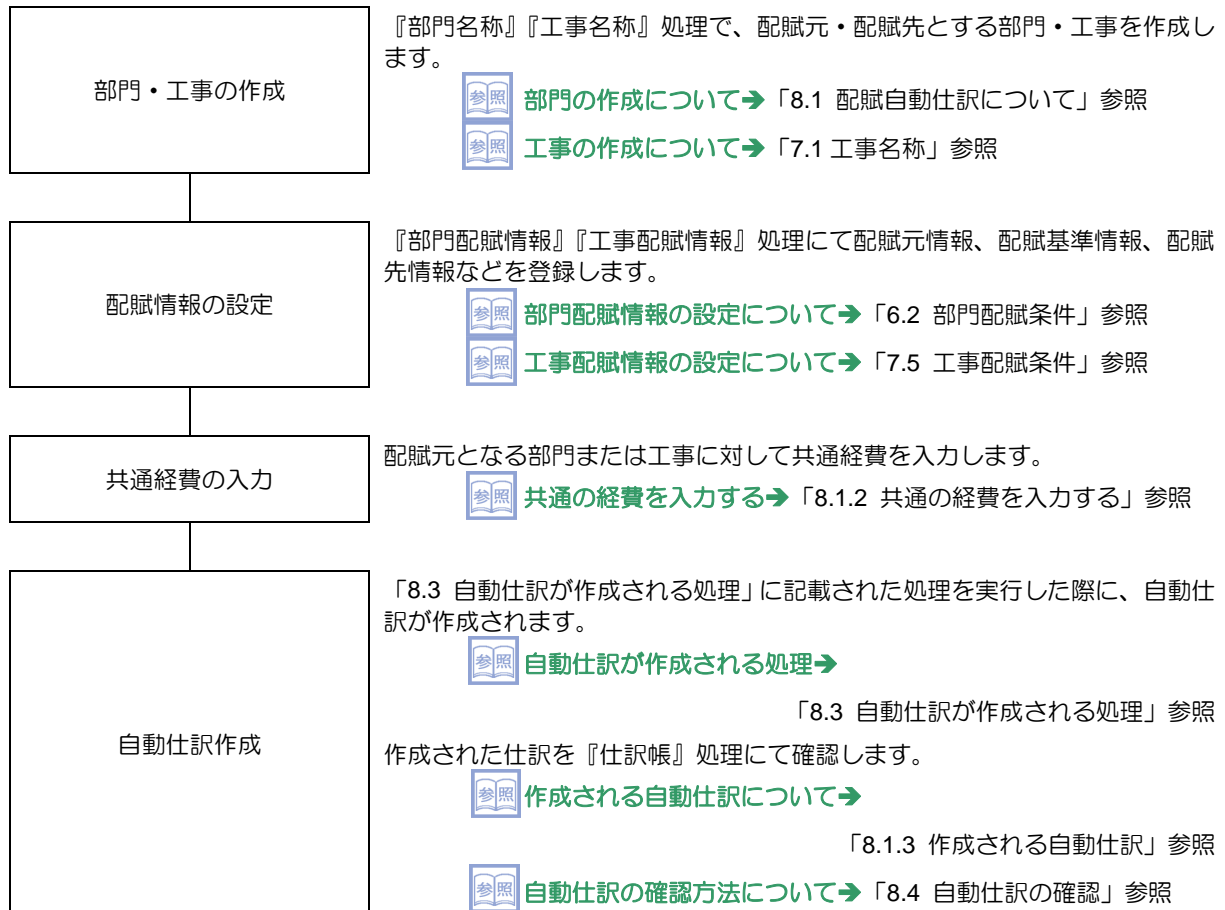 部門・工事の作成
『部門名称』『工事名称』処理で、配賦元・配賦先とする部門・工事を作成し
ます。
参照 部門の作成について➔「8.1 配賦自動仕訳について」参照
参照 工事の作成について➔「7.1 工事名称」参照
配賦情報の設定
『部門配賦情報』『工事配賦情報』処理にて配賦元情報、配賦基準情報、配賦
先情報などを登録します。
参照 部門配賦情報の設定について➔「6.2 部門配賦条件」参照
参照 工事配賦情報の設定について➔「7.5 工事配賦条件」参照
共通経費の入力
配賦元となる部門または工事に対して共通経費を入力します。
参照 共通の経費を入力する➔「8.1.2 共通の経費を入力する」参照
自動仕訳作成
「8.3 自動仕訳が作成される処理」に記載された処理を実行した際に、自動仕
訳が作成されます。
参照 自動仕訳が作成される処理➔
「8.3 自動仕訳が作成される処理」参照
作成された仕訳を『仕訳帳』処理にて確認します。
参照 作成される自動仕訳について➔
「8.1.3 作成される自動仕訳」参照
参照 自動仕訳の確認方法について➔「8.4 自動仕訳の確認」参照